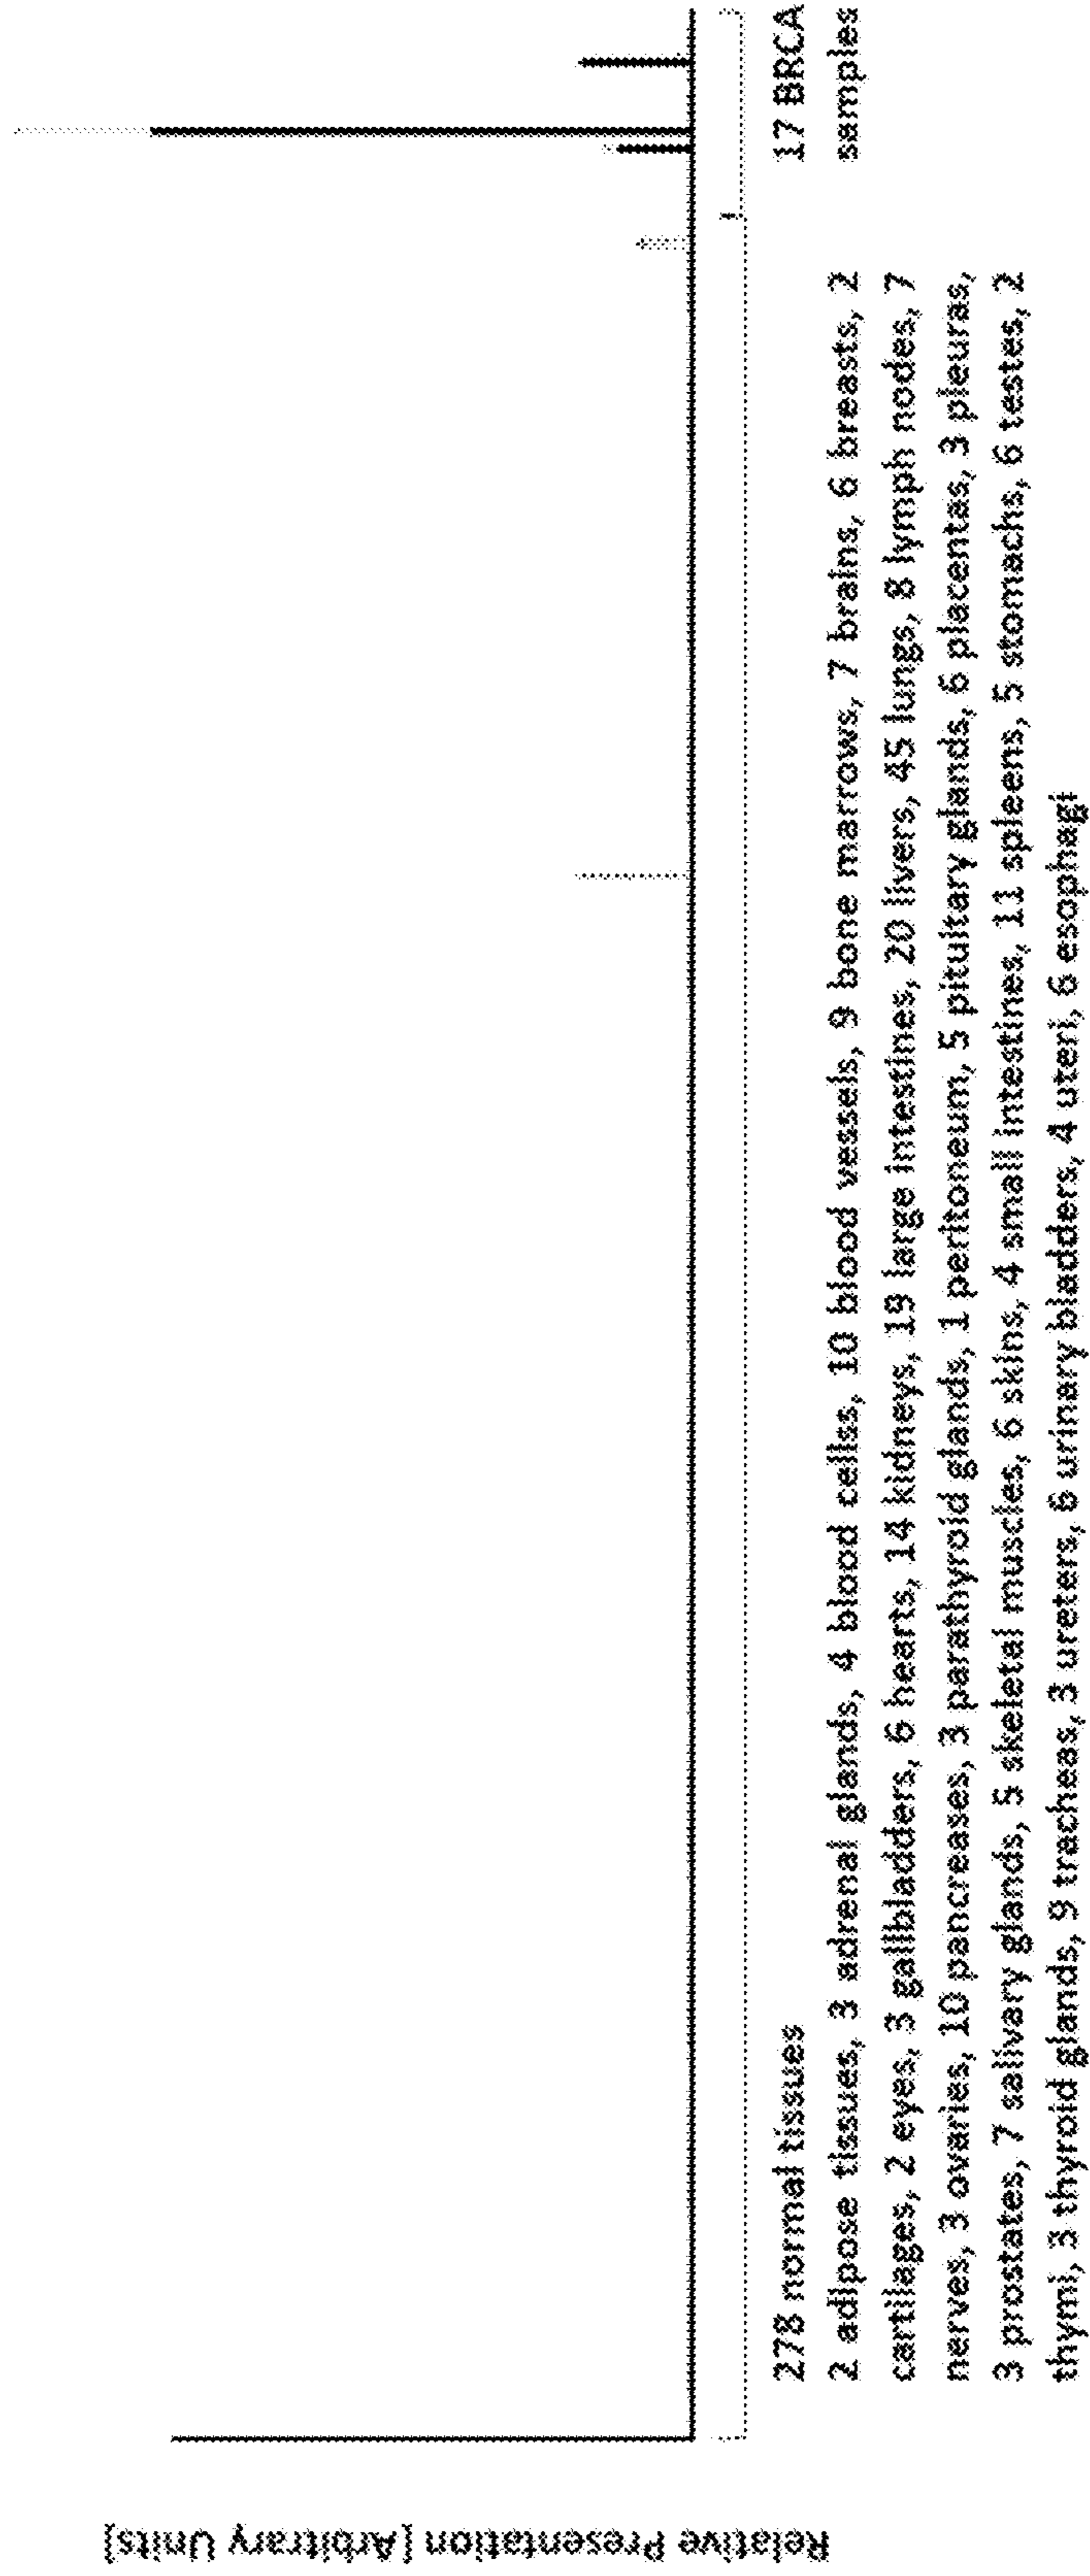 Relative Presentation [Arbitrary Units]
278 normal tissues
2 adipose tissues, 3 adrenal glands, 4 blood cellss, 10 blood vessels, 9 bone marrows, 7 brains, 6 breasts, 2
cartilages, 2 eyes, 3 gallbladders, 6 hearts, 14 kidneys, 19 large intestines, 20 livers, 45 lungs, 8 lymph nodes, 7
nerves, 3 ovaries, 10 pancreases, 3 parathyroid glands, 1 peritoneum, 5 pituitary glands, 6 placentas, 3 pleuras,
3 prostates, 7 salivary glands, 5 skeletal muscles, 6 skins, 4 small intestines, 11 spleens, 5 stomachs, 6 testes, 2
thymi, 3 thyroid glands, 9 tracheas, 3 ureters, 6 urinary bladders, 4 uteri, 6 esophagi
17 BRCA
samples